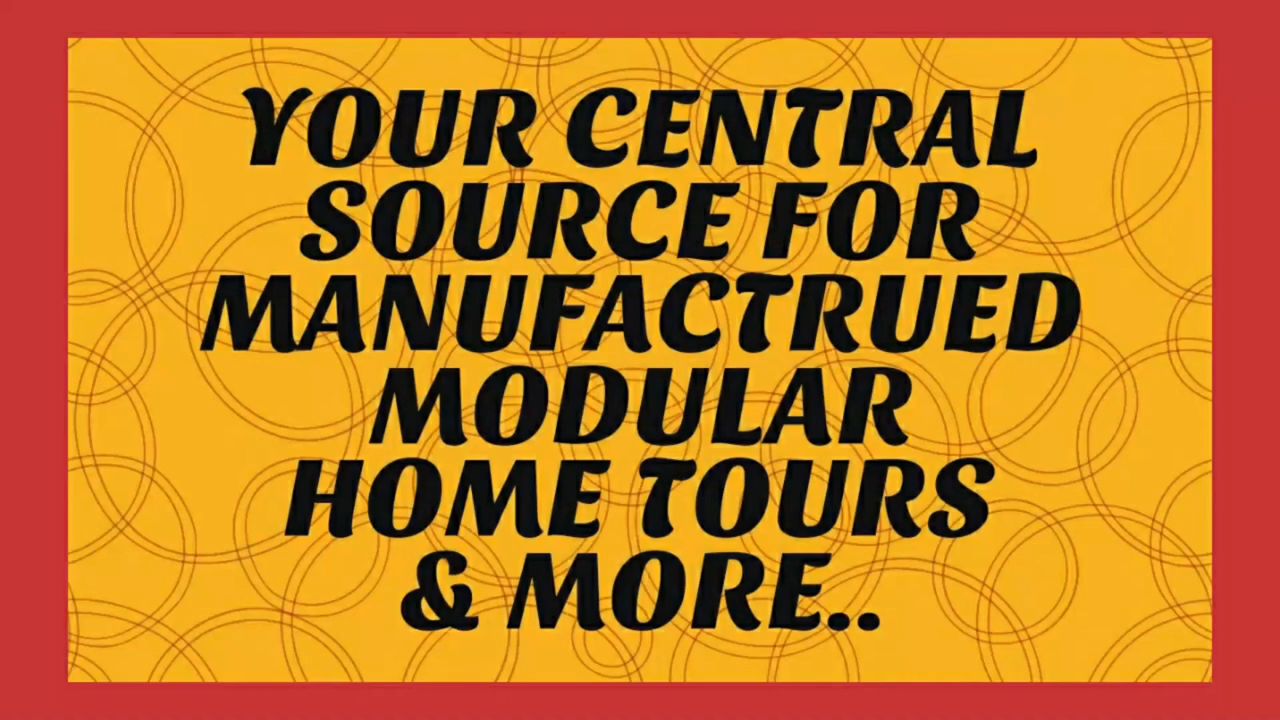 YOUR CENTRAL
SOURCE FOR
MANUFACTRUED
MODULAR
HOME TOURS
& MORE..